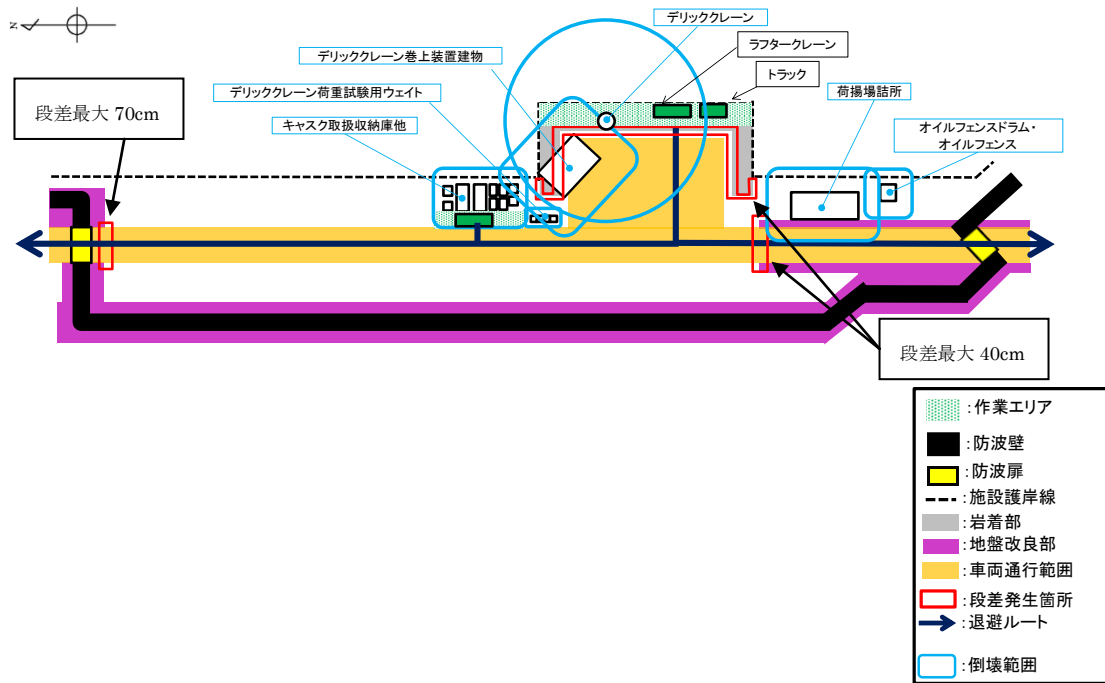 N
デリッククレーン
ラフタークレーン
デリッククレーン巻上装置建物
トラック
段差最大 70cm
デリッククレーン荷重試験用ウェイト
荷揚場詰所
キャスク取扱収納庫他
オイルフェンスドラム・
オイルフェンス
段差最大 40cm
:作業エリア
:防波壁
:防波扉
:施設護岸線
:岩着部
:地盤改良部
:車両通行範囲
:段差発生箇所
:退避ルート
:倒壊範囲